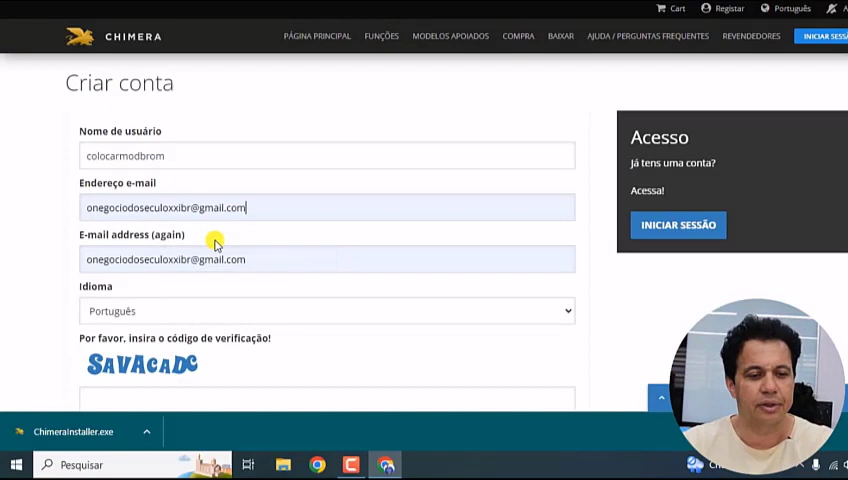 Cart Registar Português
CHIMERA PÁGINA PRINCIPAL FUNÇÕES MODELOS APOIADOS COMPRA BAIXAR AJUDA / PERGUNTAS FREQUENTES REVENDEDORES INICIAR SESSÃ
Criar conta
Nome de usuário
colocarmodbrom
Endereço e-mail
onegociodoseculoxxibr@gmail.com
E-mail address (again)
onegociodoseculoxxibr@gmail.com
Idioma
Português
Por favor, insira o código de verificação!
SAVACADC
Acesso
Já tens uma conta?
Acessa!
INICIAR SESSÃO
ChimeraInstaller.exe
Pesquisar